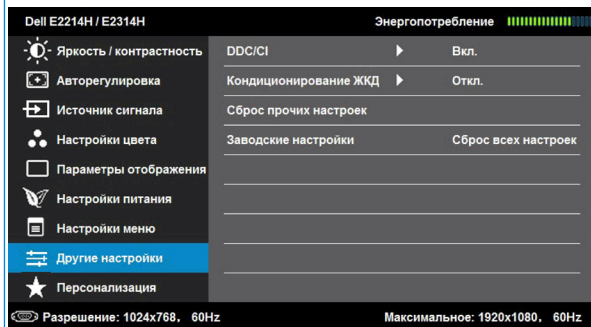 Dell E2214H / E2314H Энергопотребление
Яркость / контрастность DDC/CI Вкл.
Авторегулировка Кондиционирование ЖКД Откл.
Источник сигнала Сброс прочих настроек
Настройки цвета Заводские настройки Сброс всех настроек
Параметры отображения
Настройки питания
Настройки меню
Другие настройки
Персонализация
Разрешение: 1024x768, 60Hz Максимальное: 1920x1080, 60Hz